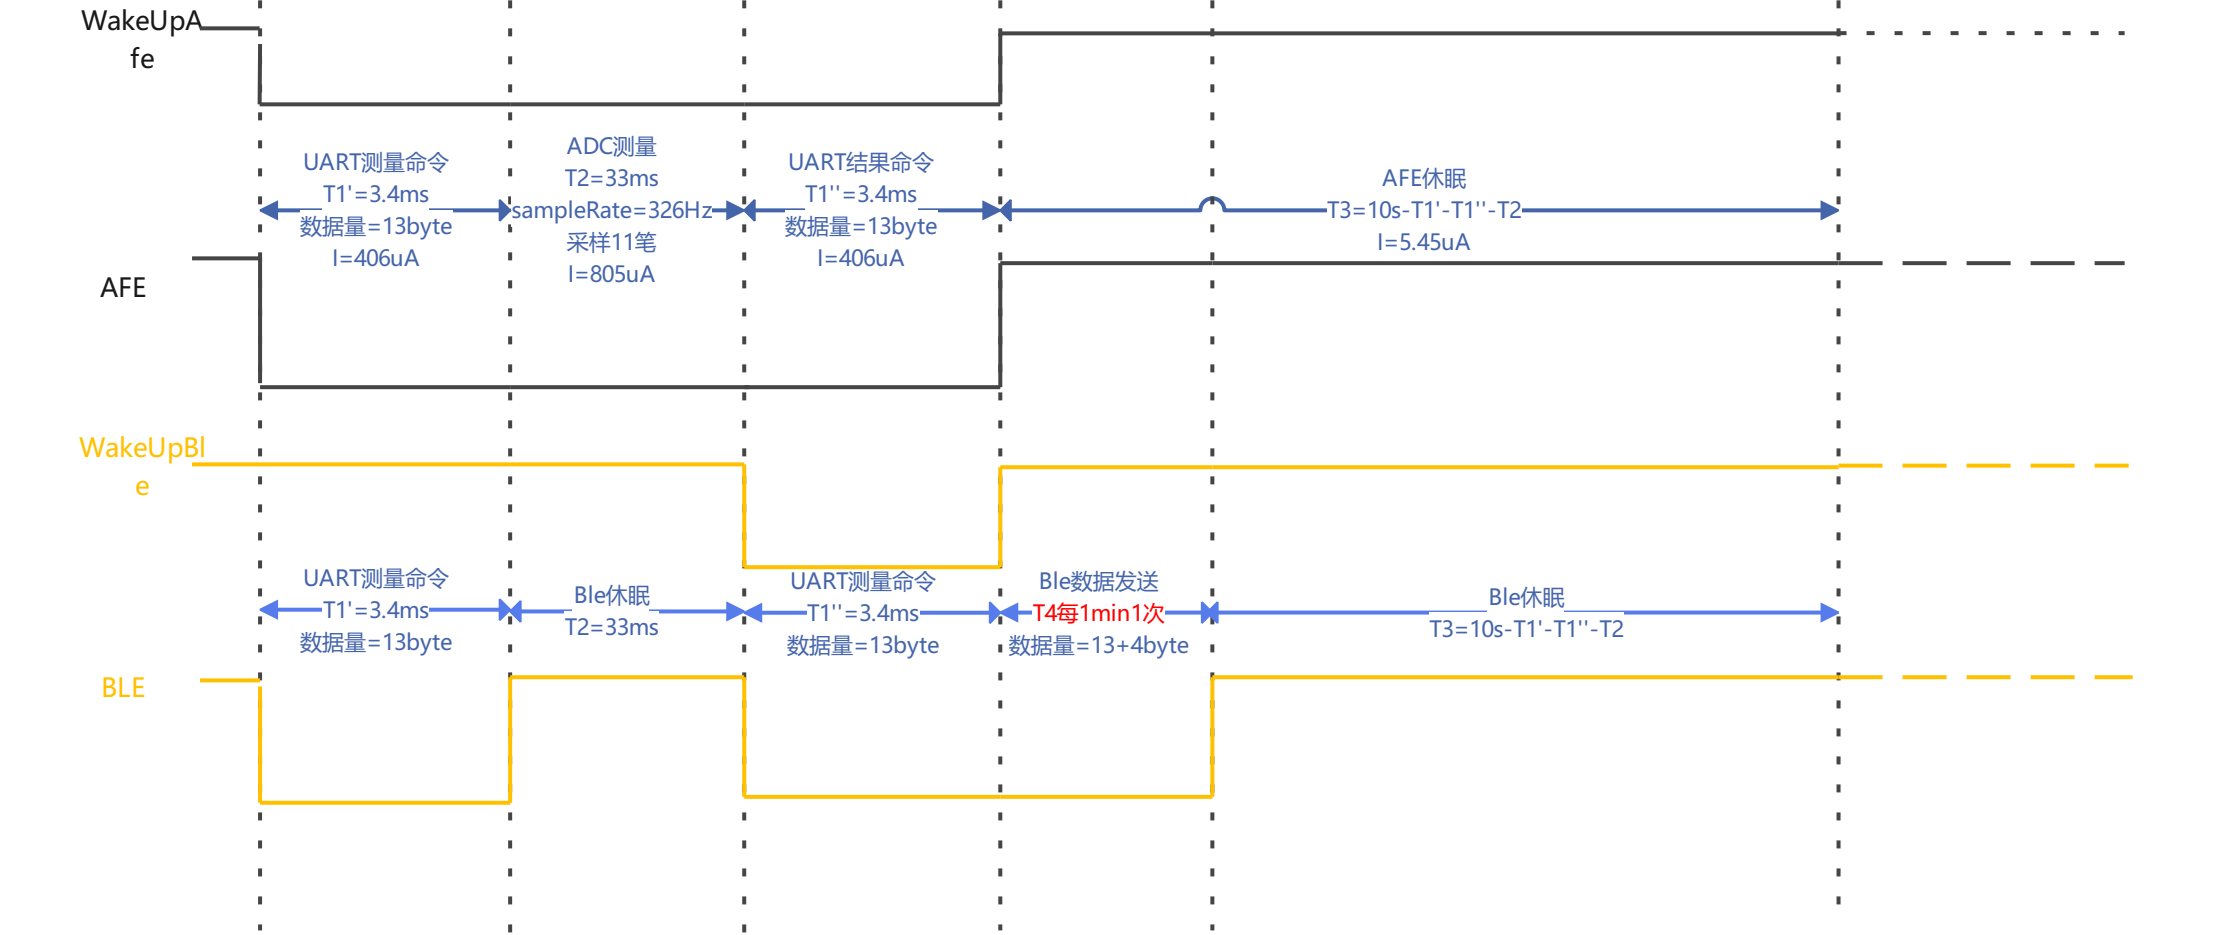 WakeUpA
fe
UART测量命令
T1'=3.4ms
数据量=13byte
I=406uA
ADC测量
T2=33ms
sampleRate=326Hz
采样11笔
I=805uA
UART结果命令
T1''=3.4ms
数据量=13byte
I=406uA
AFE休眠
T3=10s-T1'-T1''-T2
I=5.45uA
AFE
WakeUpBl
e
UART测量命令
T1'=3.4ms
数据量=13byte
Ble休眠
T2=33ms
UART测量命令
T1''=3.4ms
数据量=13byte
Ble数据发送
T4每1min1次
数据量=13+4byte
Ble休眠
T3=10s-T1'-T1''-T2
BLE